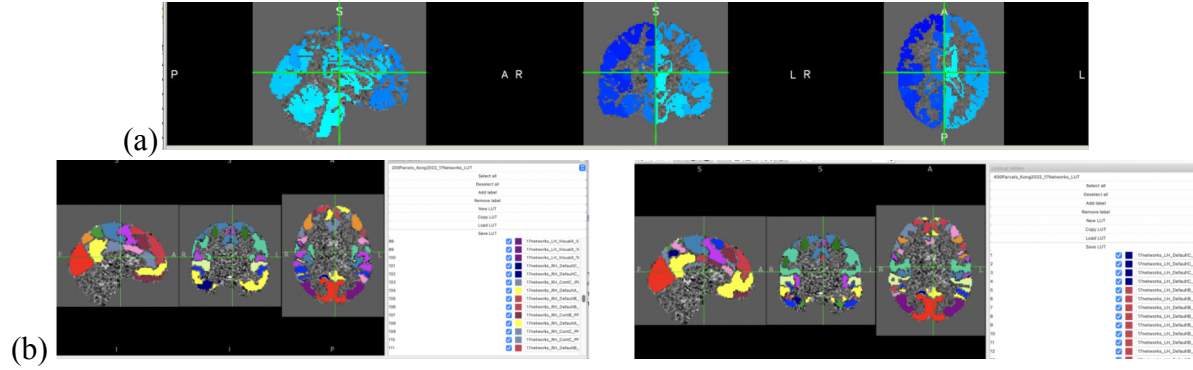 S S A
P A R L R L
P
(a)
S S A
200Parcels_Kong2022_17Networks_LUT
Select all
Deselect all
Add label
Remove label
New LUT
Copy LUT
Load LUT
Save LUT
P A R L R L
98 17networks_LH_VisualA_E
99 17networks_LH_VisualA_
100 17networks_LH_VisualA_
101 17networks_RH_DefaultC_
102 17networks_RH_DefaultC_
103 17networks_RH_ContC_
104 17networks_RH_DefaultA_
105 17networks_RH_DefaultB_
106 17networks_RH_DefaultB_
107 17networks_RH_ContB_PF
108 17networks_RH_DefaultA_
109 17networks_RH_ContC_PF
110 17networks_RH_ContC_PF
111 17networks_RH_DefaultB_
I I P
(b)
S S A
400Parcels_Kong2022_17Networks_LUT
Select all
Deselect all
Add label
Remove label
New LUT
Copy LUT
Load LUT
Save LUT
P A R L R L
1 17networks_LH_DefaultC_
2 17networks_LH_DefaultC_
3 17networks_LH_DefaultC_
4 17networks_LH_DefaultC_
5 17networks_LH_DefaultB_
6 17networks_LH_DefaultB_
7 17networks_LH_DefaultB_
8 17networks_LH_DefaultB_
9 17networks_LH_DefaultB_
10 17networks_LH_DefaultB_
11 17networks_LH_DefaultB_
12 17networks_LH_DefaultB_